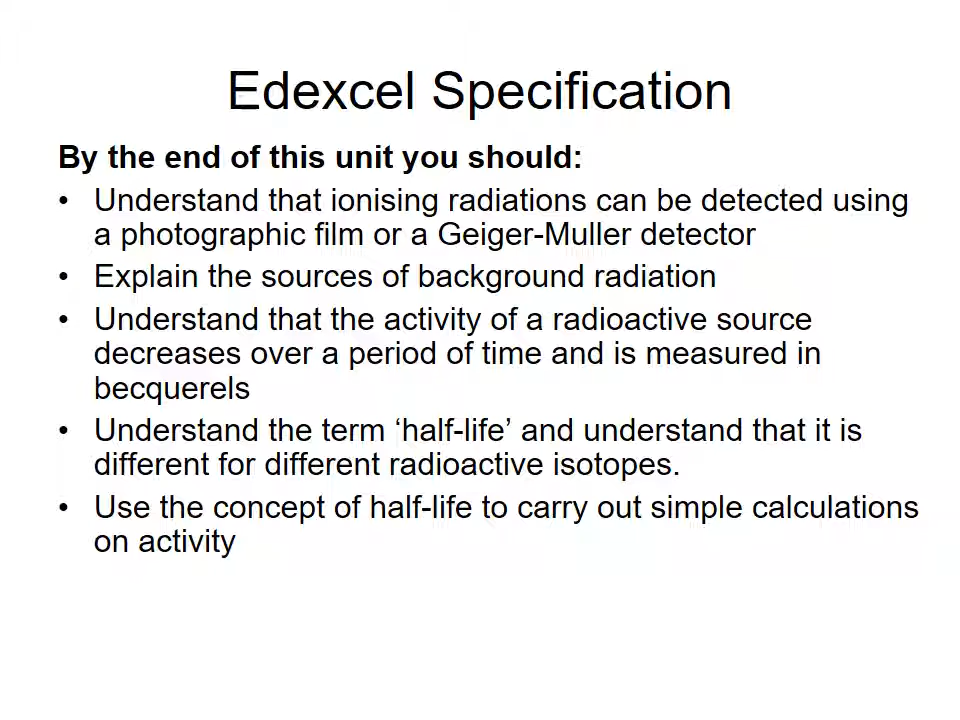 Edexcel Specification
By the end of this unit you should:
• Understand that ionising radiations can be detected using
a photographic film or a Geiger-Muller detector
• Explain the sources of background radiation
• Understand that the activity of a radioactive source
decreases over a period of time and is measured in
becquerels
• Understand the term ‘half-life’ and understand that it is
different for different radioactive isotopes.
• Use the concept of half-life to carry out simple calculations
on activity